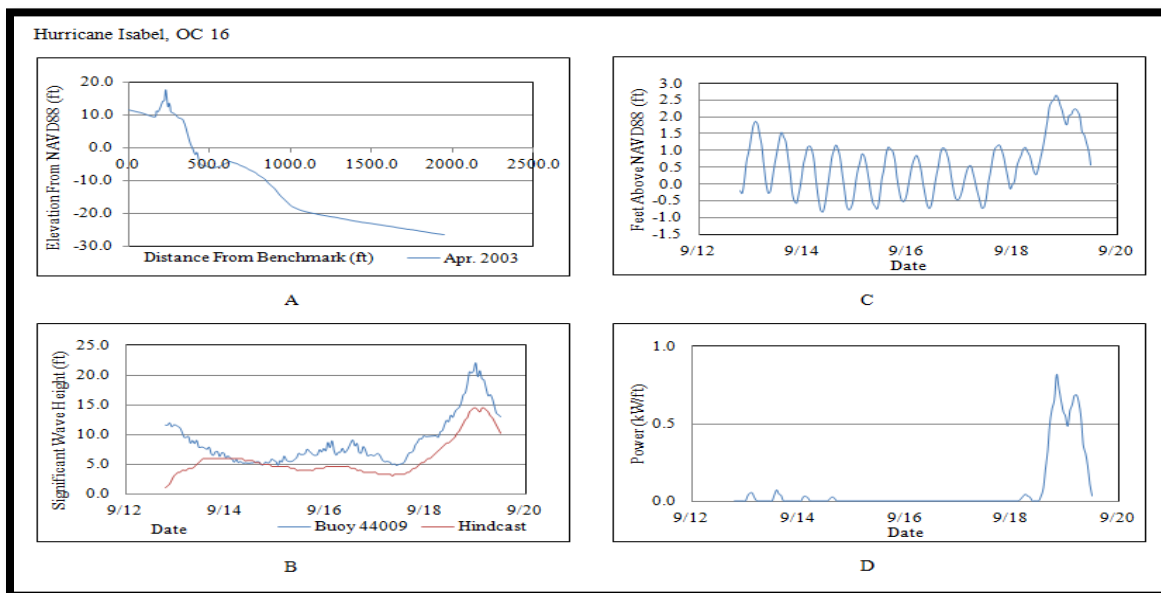 Hurricane Isabel, OC 16
Elevation From NAVD88 (ft)
20.0
10.0
0.0
-10.0
-20.0
-30.0
0.0 500.0 1000.0 1500.0 2000.0 2500.0
Distance From Benchmark (ft)
Apr. 2003
A
Feet Above NAVD88 (ft)
3.0
2.5
2.0
1.5
1.0
0.5
0.0
-0.5
-1.0
-1.5
9/12 9/14 9/16 9/18 9/20
Date
C
Significant Wave Height (ft)
25.0
20.0
15.0
10.0
5.0
0.0
9/12 9/14 9/16 9/18 9/20
Date
Buoy 44009 Hindcast
B
Power (kW/ft)
1.0
0.5
0.0
9/12 9/14 9/16 9/18 9/20
Date
D